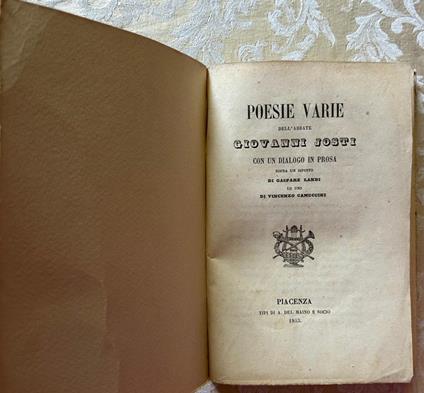 POESIE VARIE
DELL'ABBATE
GIOVANNI JOSTI
CON UN DIALOGO IN PROSA
SOPRA UN DIPINTO
DI GASPARE LANDI
ED UNO
DI VINCENZO CAMUCCINI
PIACENZA
TIPI DI A. DEL MAINO E SOCIO
1853.